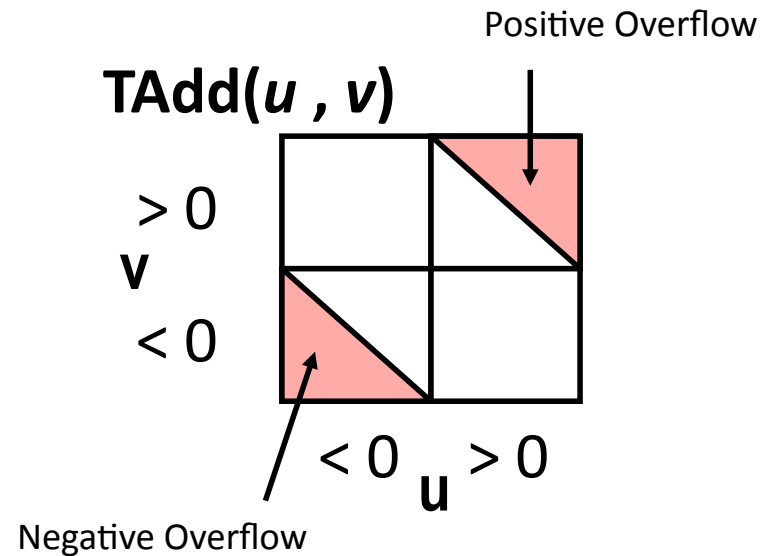 Positive Overflow
TAdd(u , v)
> 0
v
< 0
< 0 u > 0
Negative Overflow